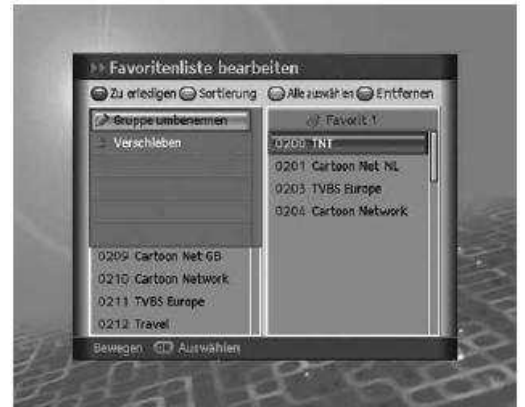 Favoritenliste bearbeiten
Zu erledigen Sortierung Alle auswählen Entfernen
Gruppe umbenennen
Verschieben
0209 Cartoon Net GB
0210 Cartoon Network
0211 TVBS Europe
0212 Travel
Favorit 1
0200 TNT
0201 Cartoon Net NL
0203 TVBS Europe
0204 Cartoon Network
Bewegen Auswählen